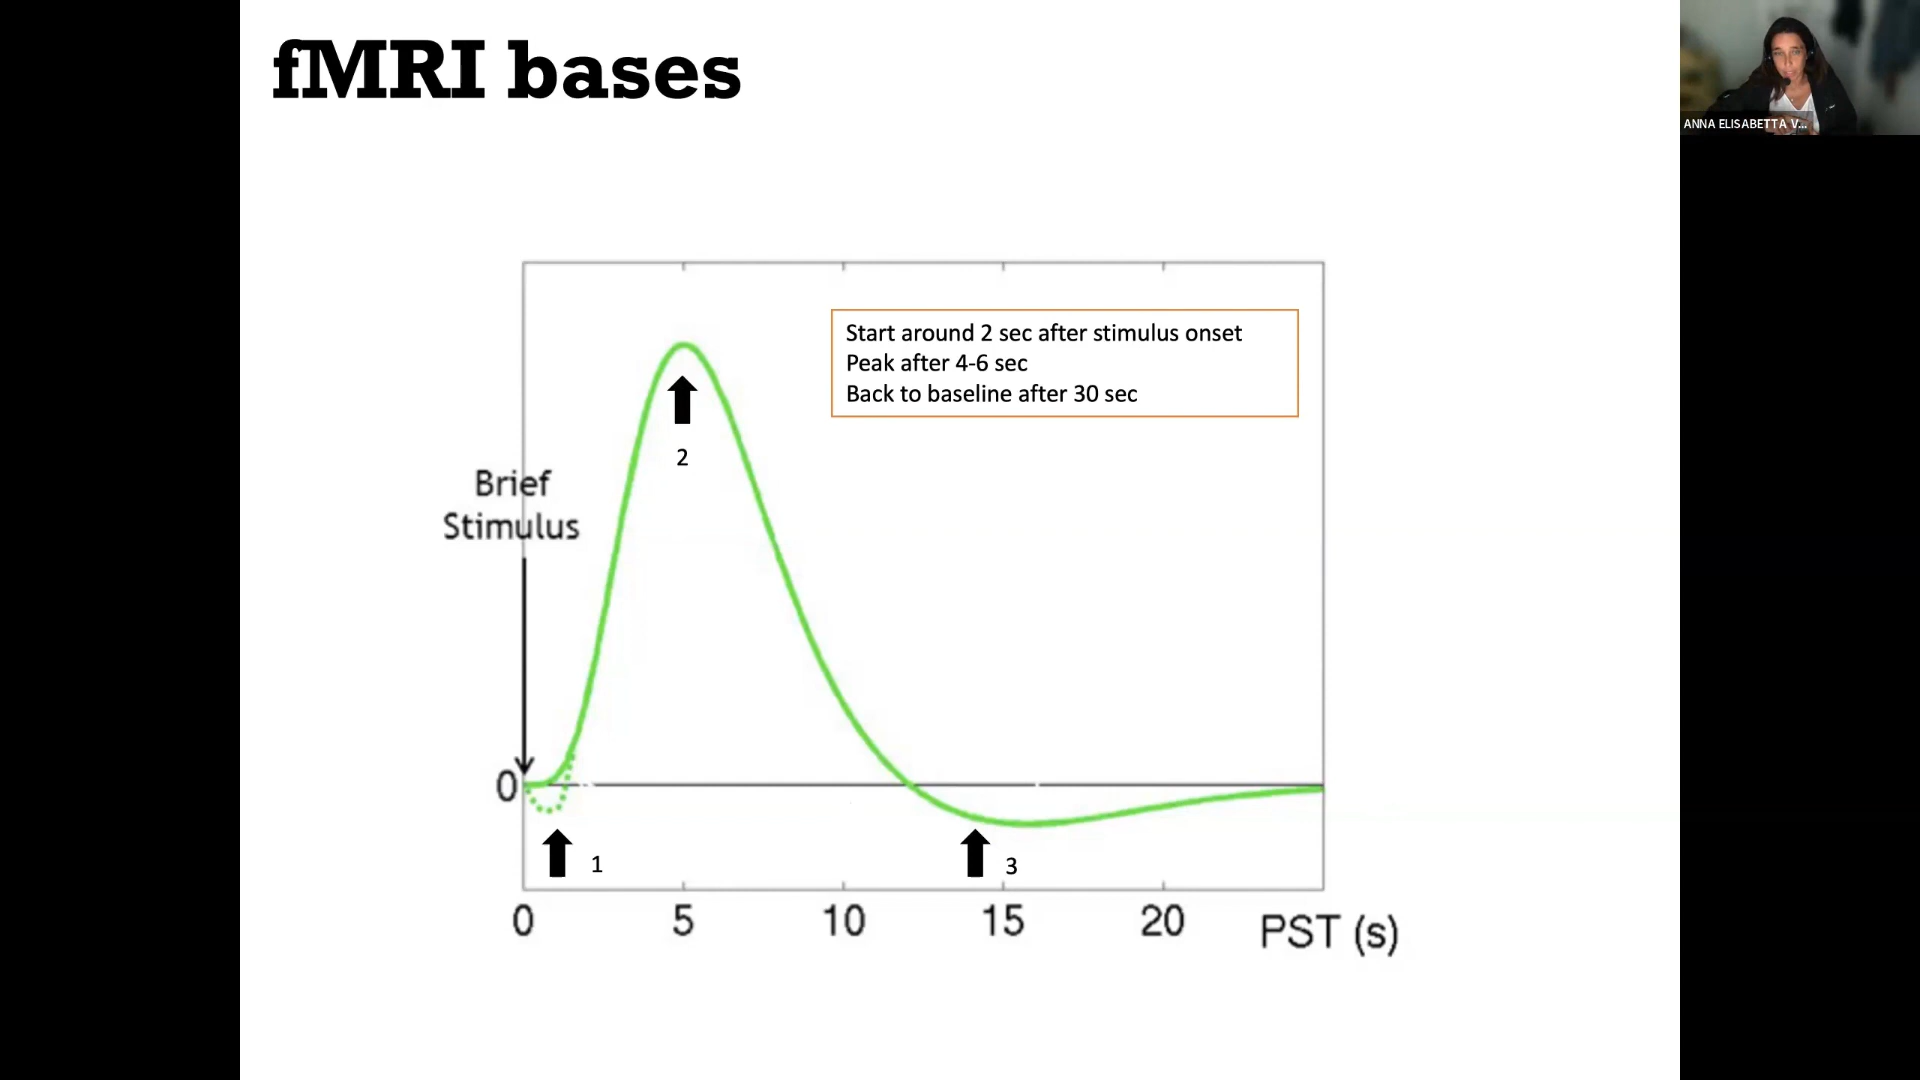 fMRI bases
ANNA ELISABETTA V...
Start around 2 sec after stimulus onset
Peak after 4-6 sec
Back to baseline after 30 sec
2
Brief
Stimulus
0
1
3
0 5 10 15 20 PST (s)